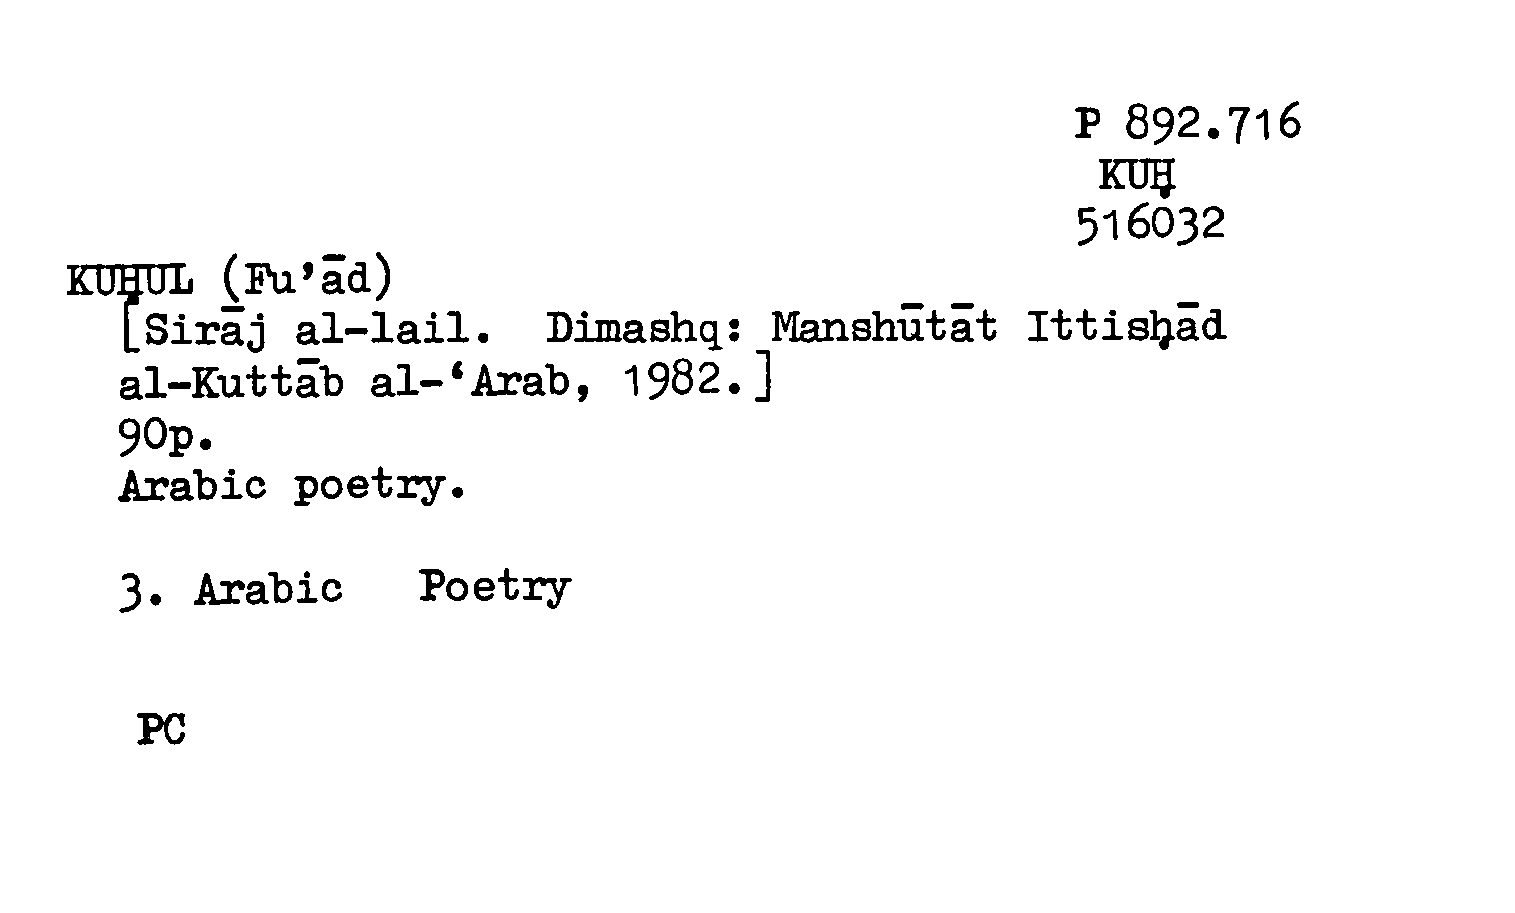 P 892.716
KUḤ
516032
KUḤUL (Fu’ād)
[Sirāj al-lail. Dimashq: Manshūtāt Ittisḥād
al-Kuttāb al-‘Arab, 1982.]
90p.
Arabic poetry.
3. Arabic Poetry
PC